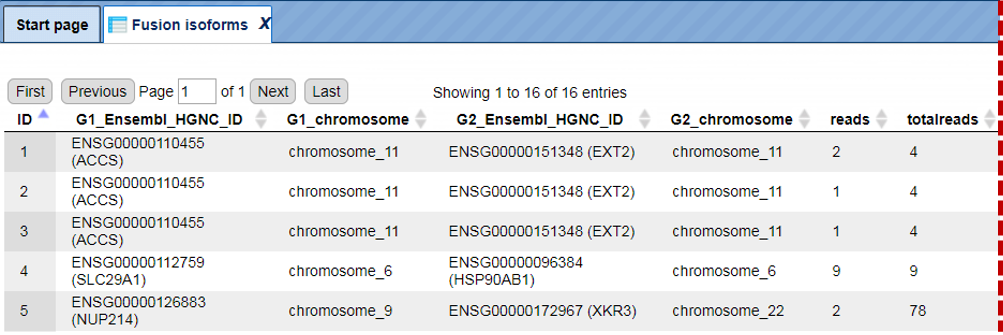 Start page Fusion isoforms X
First Previous Page 1 of 1 Next Last Showing 1 to 16 of 16 entries
ID G1_Ensembl_HGNC_ID G1_chromosome G2_Ensembl_HGNC_ID G2_chromosome reads totalreads
1 ENSG00000110455 (ACCS) chromosome_11 ENSG00000151348 (EXT2) chromosome_11 2 4
2 ENSG00000110455 (ACCS) chromosome_11 ENSG00000151348 (EXT2) chromosome_11 1 4
3 ENSG00000110455 (ACCS) chromosome_11 ENSG00000151348 (EXT2) chromosome_11 1 4
4 ENSG00000112759 (SLC29A1) chromosome_6 ENSG00000096384 (HSP90AB1) chromosome_6 9 9
5 ENSG00000126883 (NUP214) chromosome_9 ENSG00000172967 (XKR3) chromosome_22 2 78